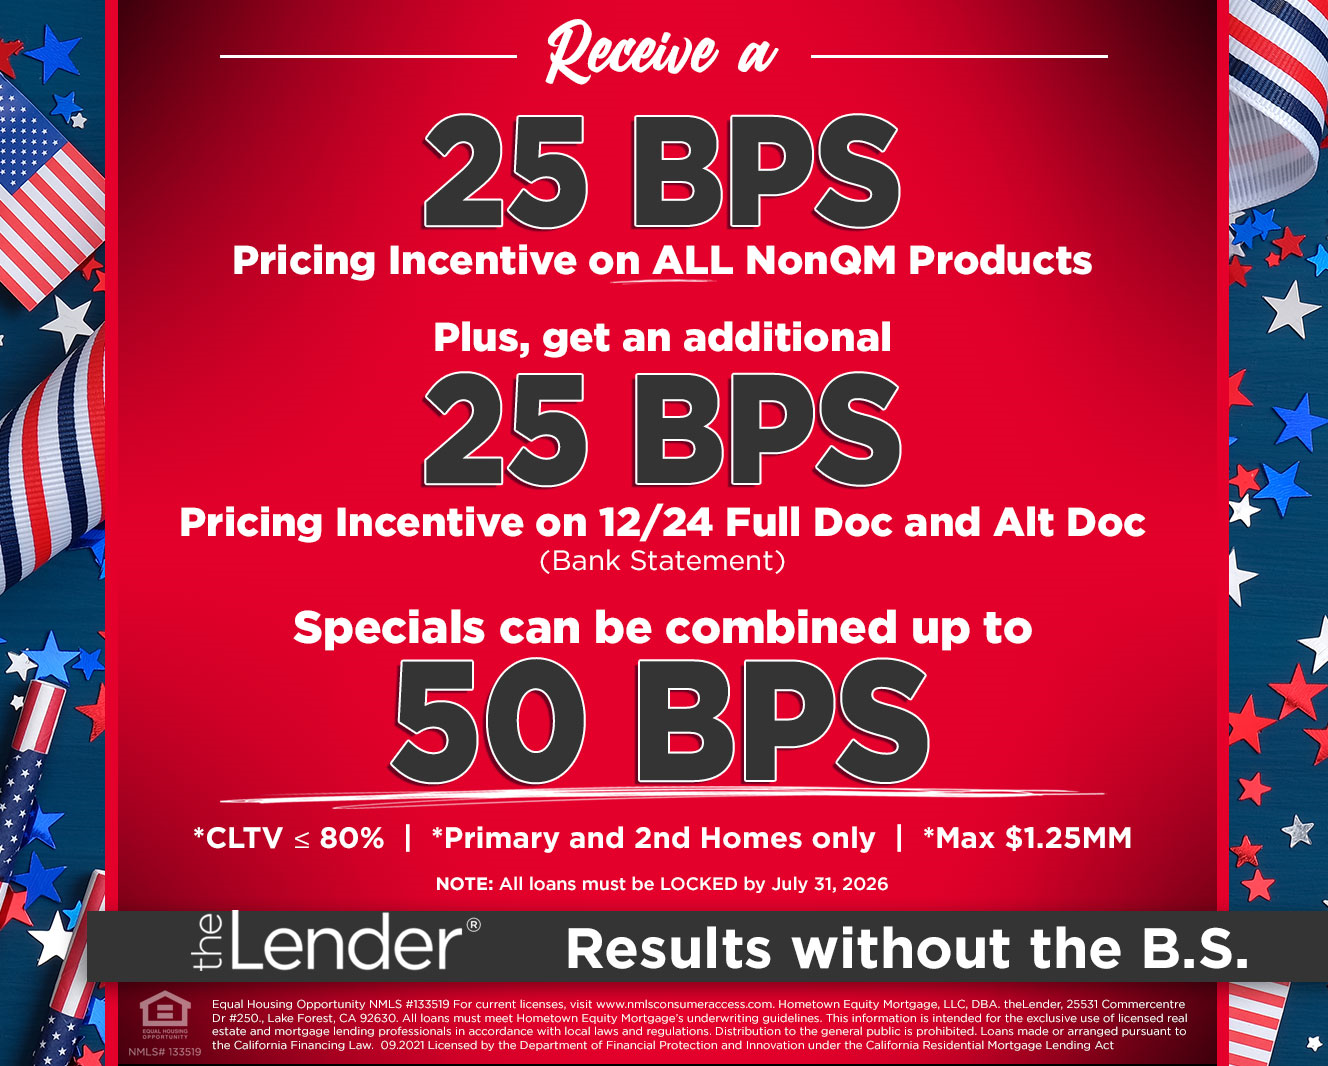 Receive a
25 BPS
Pricing Incentive on ALL NonQM Products
Plus, get an additional
25 BPS
Pricing Incentive on 12/24 Full Doc and Alt Doc
(Bank Statement)
Specials can be combined up to
50 BPS
*CLTV ≤ 80% | *Primary and 2nd Homes only | *Max $1.25MM
NOTE: All loans must be LOCKED by July 31, 2026
the Lender® Results without the B.S.
EQUAL HOUSING
OPPORTUNITY
NMLS# 133519
Equal Housing Opportunity NMLS #133519 For current licenses, visit www.nmlsconsumeraccess.com. Hometown Equity Mortgage, LLC, DBA. theLender, 25531 Commercentre
Dr #250., Lake Forest, CA 92630. All loans must meet Hometown Equity Mortgage's underwriting guidelines. This information is intended for the exclusive use of licensed real
estate and mortgage lending professionals in accordance with local laws and regulations. Distribution to the general public is prohibited. Loans made or arranged pursuant to
the California Financing Law. 09.2021 Licensed by the Department of Financial Protection and Innovation under the California Residential Mortgage Lending Act